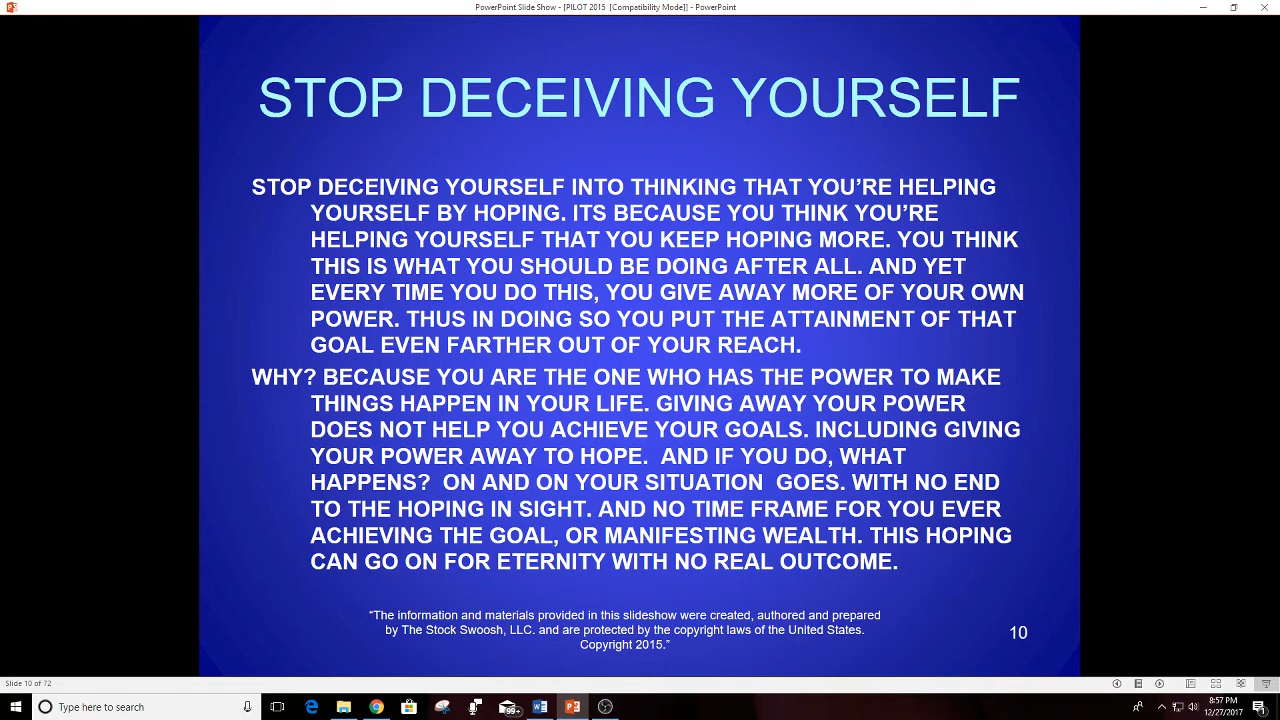 PowerPoint Slide Show - [PILOT 2015 [Compatibility Mode]] - PowerPoint
STOP DECEIVING YOURSELF
STOP DECEIVING YOURSELF INTO THINKING THAT YOU’RE HELPING
YOURSELF BY HOPING. ITS BECAUSE YOU THINK YOU’RE
HELPING YOURSELF THAT YOU KEEP HOPING MORE. YOU THINK
THIS IS WHAT YOU SHOULD BE DOING AFTER ALL. AND YET
EVERY TIME YOU DO THIS, YOU GIVE AWAY MORE OF YOUR OWN
POWER. THUS IN DOING SO YOU PUT THE ATTAINMENT OF THAT
GOAL EVEN FARTHER OUT OF YOUR REACH.
WHY? BECAUSE YOU ARE THE ONE WHO HAS THE POWER TO MAKE
THINGS HAPPEN IN YOUR LIFE. GIVING AWAY YOUR POWER
DOES NOT HELP YOU ACHIEVE YOUR GOALS. INCLUDING GIVING
YOUR POWER AWAY TO HOPE. AND IF YOU DO, WHAT
HAPPENS? ON AND ON YOUR SITUATION GOES. WITH NO END
TO THE HOPING IN SIGHT. AND NO TIME FRAME FOR YOU EVER
ACHIEVING THE GOAL, OR MANIFESTING WEALTH. THIS HOPING
CAN GO ON FOR ETERNITY WITH NO REAL OUTCOME.
“The information and materials provided in this slideshow were created, authored and prepared
by The Stock Swoosh, LLC. and are protected by the copyright laws of the United States.
Copyright 2015.”
10
Slide 10 of 72
Type here to search
99+
8:57 PM
12/27/2017
1